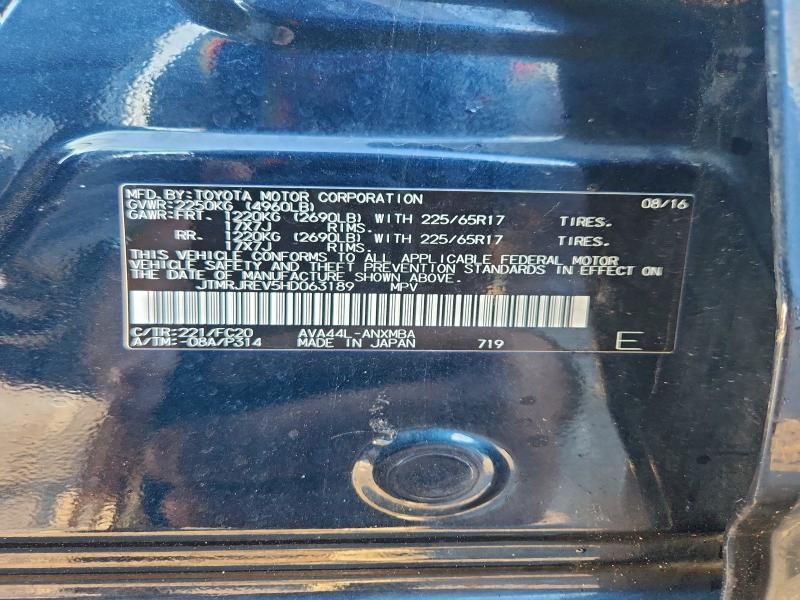 MFD.BY:TOYOTA MOTOR CORPORATION 08/16
GVWR:2250KG (4960LB)
GAWR:FRT. 1220KG (2690LB) WITH 225/65R17 TIRES.
17X7J RIMS.
RR. 1220KG (2690LB) WITH 225/65R17 TIRES.
17X7J RIMS.
THIS VEHICLE CONFORMS TO ALL APPLICABLE FEDERAL MOTOR
VEHICLE SAFETY AND THEFT PREVENTION STANDARDS IN EFFECT ON
THE DATE OF MANUFACTURE SHOWN ABOVE.
JTMRJREV5HD063189 MPV
C/TR:221/FC20 AVA44L-ANXMBA
A/TM:-08A/P314 MADE IN JAPAN 719 E